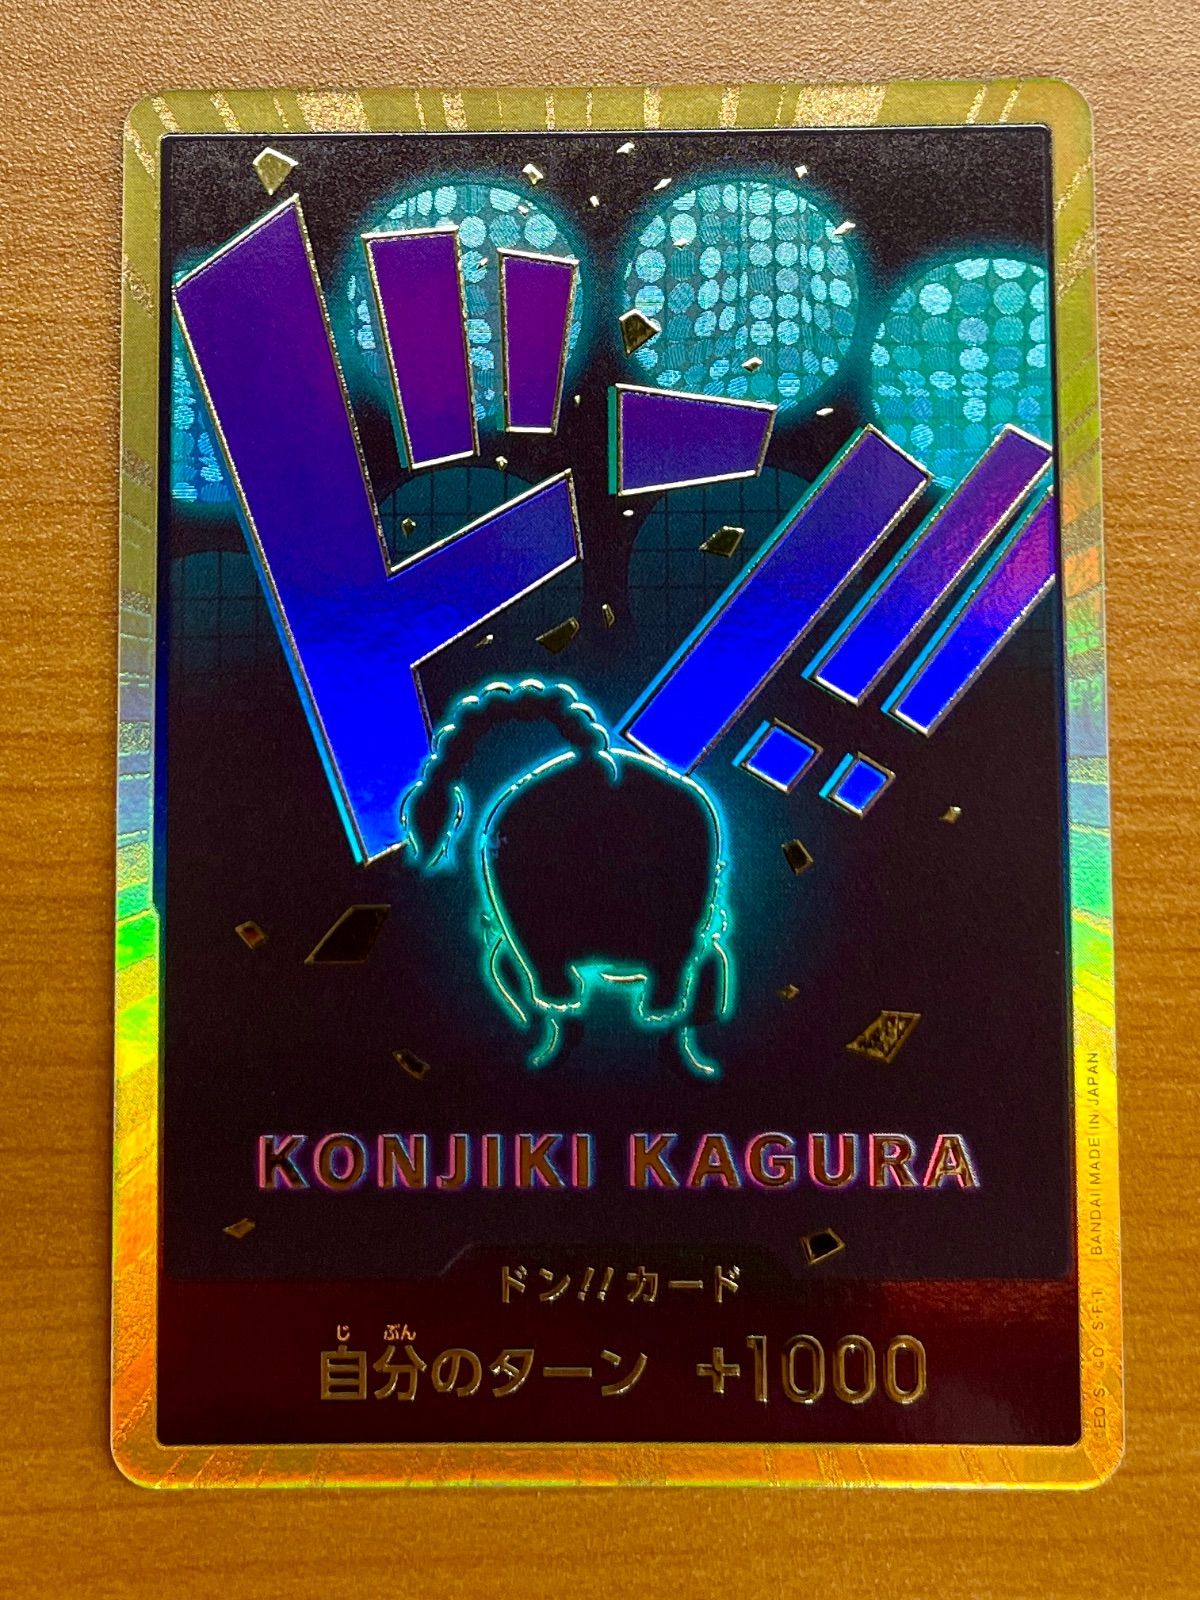 ドン!!
KONJIKI KAGURA
ドン!!カード
じ ぶん
自分のターン +1000
©E.O/S. ©.O/ S.F.T BANDAI MADE IN JAPAN